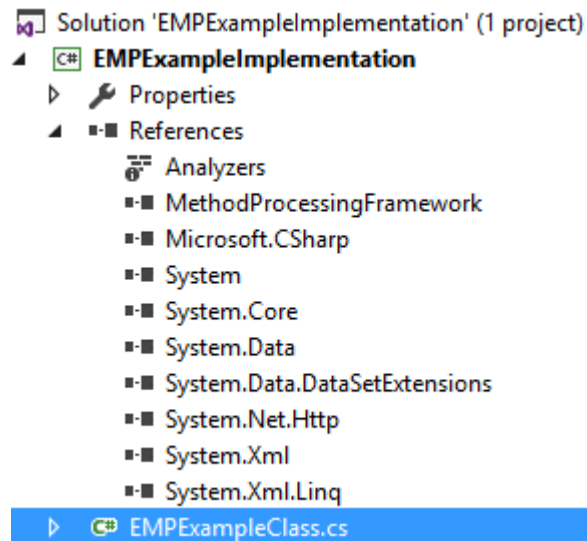 Solution 'EMPExampleImplementation' (1 project)
C# EMPExampleImplementation
Properties
References
Analyzers
MethodProcessingFramework
Microsoft.CSharp
System
System.Core
System.Data
System.Data.DataSetExtensions
System.Net.Http
System.Xml
System.Xml.Linq
C# EMPExampleClass.cs